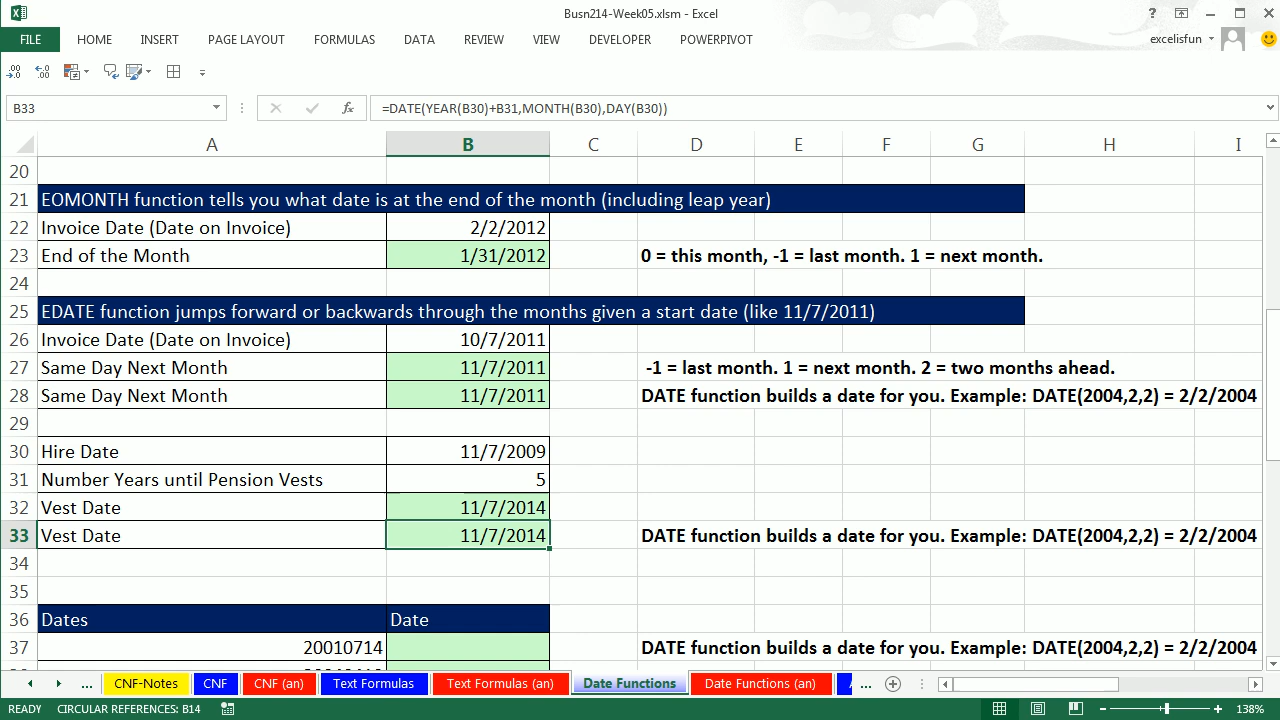 Busn214-Week05.xlsm - Excel
FILE HOME INSERT PAGE LAYOUT FORMULAS DATA REVIEW VIEW DEVELOPER POWERPIVOT excelisfun
B33 fx =DATE(YEAR(B30)+B31,MONTH(B30),DAY(B30))
A B C D E F G H I
20
21 EOMONTH function tells you what date is at the end of the month (including leap year)
22 Invoice Date (Date on Invoice) 2/2/2012
23 End of the Month 1/31/2012 0 = this month, -1 = last month. 1 = next month.
24
25 EDATE function jumps forward or backwards through the months given a start date (like 11/7/2011)
26 Invoice Date (Date on Invoice) 10/7/2011
27 Same Day Next Month 11/7/2011 -1 = last month. 1 = next month. 2 = two months ahead.
28 Same Day Next Month 11/7/2011 DATE function builds a date for you. Example: DATE(2004,2,2) = 2/2/2004
29
30 Hire Date 11/7/2009
31 Number Years until Pension Vests 5
32 Vest Date 11/7/2014
33 Vest Date 11/7/2014 DATE function builds a date for you. Example: DATE(2004,2,2) = 2/2/2004
34
35
36 Dates Date
37 20010714 DATE function builds a date for you. Example: DATE(2004,2,2) = 2/2/2004
... CNF-Notes CNF CNF (an) Text Formulas Text Formulas (an) Date Functions Date Functions (an) ...
READY CIRCULAR REFERENCES: B14 138%